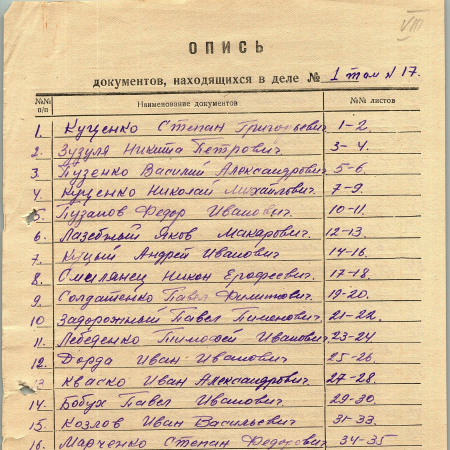 VIII
ОПИСЬ
документов, находящихся в деле № 1 том № 17.
№№ п/п Наименование документов №№ листов
1. Куценко Степан Григорьевич 1-2.
2. Зузуля Никита Петрович 3-4.
3. Пузенко Василий Александрович 5-6.
4. Куценко Николай Михайлович 7-9.
5. Пузанов Федор Иванович. 10-11.
6. Лазебный Яков Макарович. 12-13.
7. Куцый Андрей Иванович 14-16.
8. Смилянец Никон Ерофеевич. 17-18.
9. Солдатенко Павел Филиппович. 19-20.
10 Задорожный Павел Пименович 21-22.
11. Лебеденко Тимофей Иванович 23-24
12. Дорда Иван Иванович 25-26.
13 Кваско Иван Александрович. 27-28.
14. Бобух Павел Иванович 29-30.
15. Козлов Иван Васильевич 31-33.
16. Марченко Степан Федорович 34-35